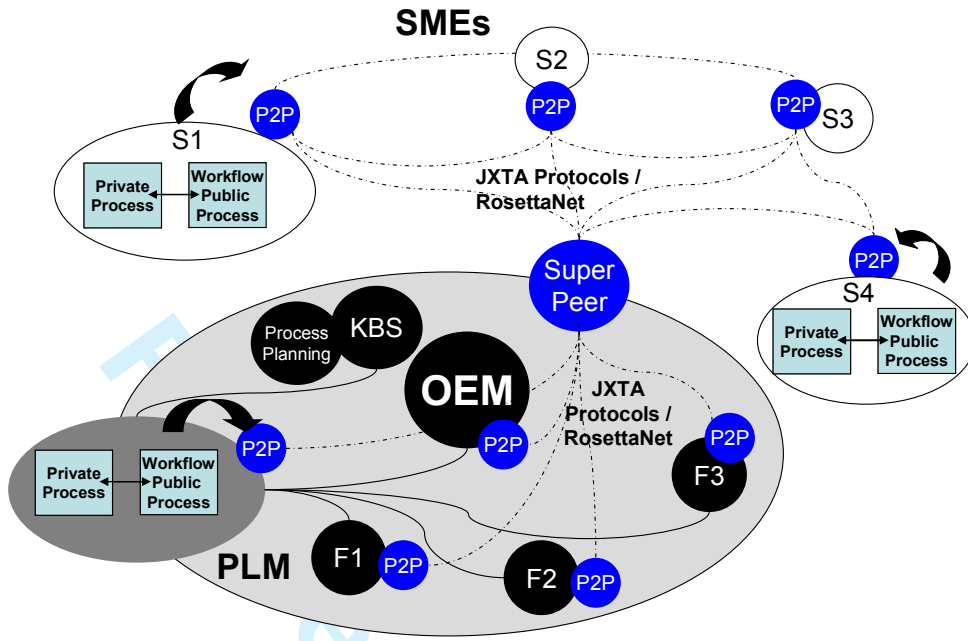 SMEs
S2
P2P
P2P
P2P
S3
S1
Private
Process
Workflow
Public
Process
JXTA Protocols /
RosettaNet
Super
Peer
P2P
S4
Private
Process
Workflow
Public
Process
Process
Planning
KBS
OEM
P2P
JXTA
Protocols /
RosettaNet
P2P
F3
P2P
Private
Process
Workflow
Public
Process
PLM
F1
P2P
F2
P2P